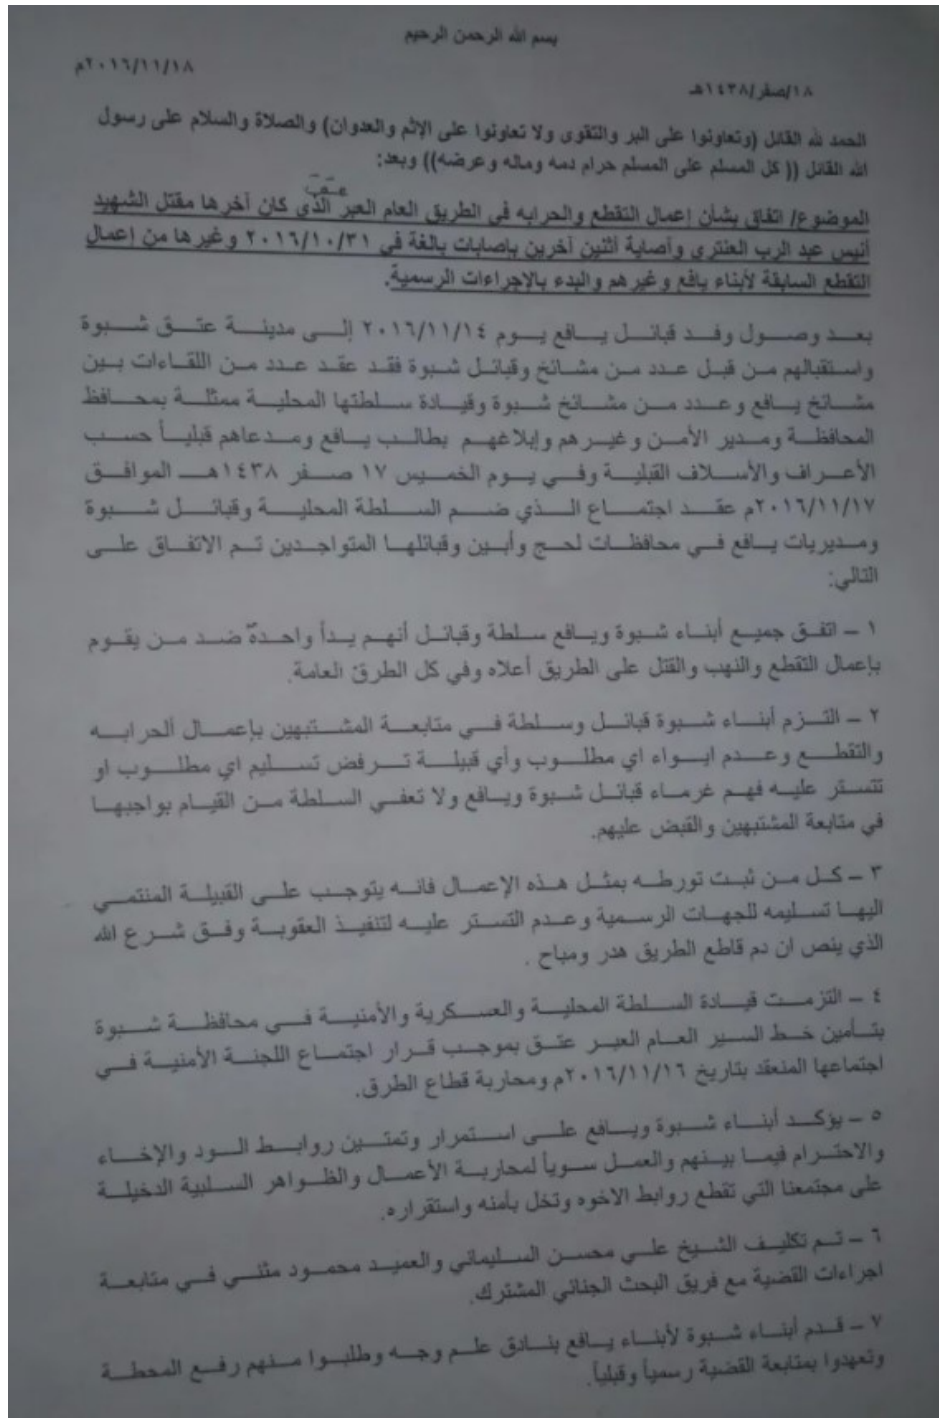 بسم الله الرحمن الرحيم
١٨/صفر/١٤٣٨هـ
٢٠١٦/١١/١٨م
الحمد لله القائل (وتعاونوا على البر والتقوى ولا تعاونوا على الإثم والعدوان) والصلاة والسلام على رسول
الله القائل (( كل المسلم على المسلم حرام دمه وماله وعرضه)) وبعد:
عتق
الموضوع/ اتفاق بشأن إعمال التقطع والحرابه في الطريق العام العبر الذي كان آخرها مقتل الشهيد
أنيس عبد الرب العنتري وأصابة أثنين آخرين بإصابات بالغة في ٢٠١٦/١٠/٣١ وغيرها من إعمال
التقطع السابقة لأبناء يافع وغيرهم والبدء بالإجراءات الرسمية.
بعد وصول وفد قبائل يافع يوم ٢٠١٦/١١/١٤ إلى مدينة عتق شبوة
واستقبالهم من قبل عدد من مشائخ وقبائل شبوة فقد عقد عدد من اللقاءات بين
مشائخ يافع وعدد من مشائخ شبوة وقيادة سلطتها المحلية ممثلة بمحافظ
المحافظة ومدير الأمن وغيرهم وإبلاغهم بطالب يافع ومدعاهم قبلياً حسب
الأعراف والأسلاف القبلية وفي يوم الخميس ١٧ صفر ١٤٣٨هـ الموافق
٢٠١٦/١١/١٧م عقد اجتماع الذي ضم السلطة المحلية وقبائل شبوة
ومديريات يافع في محافظات لحج وأبين وقبائلها المتواجدين تم الاتفاق على
التالي:
١ – اتفق جميع أبناء شبوة ويافع سلطة وقبائل أنهم يدأ واحدة ضد من يقوم
بإعمال التقطع والنهب والقتل على الطريق أعلاه وفي كل الطرق العامة.
٢ – التزم أبناء شبوة قبائل وسلطة في متابعة المشتبهين بإعمال ألحرابه
والتقطع وعدم ايواء اي مطلوب وأي قبيلة ترفض تسليم اي مطلوب او
تتستر عليه فهم غرماء قبائل شبوة ويافع ولا تعفي السلطة من القيام بواجبها
في متابعة المشتبهين والقبض عليهم.
٣ – كل من ثبت تورطه بمثل هذه الإعمال فانه يتوجب على القبيلة المنتمي
اليها تسليمه للجهات الرسمية وعدم التستر عليه لتنفيذ العقوبة وفق شرع الله
الذي ينص ان دم قاطع الطريق هدر ومباح .
٤ – التزمت قيادة السلطة المحلية والعسكرية والأمنية في محافظة شبوة
بتأمين خط السير العام العبر عتق بموجب قرار اجتماع اللجنة الأمنية في
اجتماعها المنعقد بتاريخ ٢٠١٦/١١/١٦م ومحاربة قطاع الطرق.
٥ – يؤكد أبناء شبوة ويافع على استمرار وتمتين روابط الود والإخاء
والاحترام فيما بينهم والعمل سوياً لمحاربة الأعمال والظواهر السلبية الدخيلة
على مجتمعنا التي تقطع روابط الاخوه وتخل بأمنه واستقراره.
٦ – تم تكليف الشيخ علي محسن السليماني والعميد محمود مثنى في متابعة
اجراءات القضية مع فريق البحث الجنائي المشترك.
٧ – قدم أبناء شبوة لأبناء يافع بنادق علم وجه وطلبوا منهم رفع المحطة
وتعهدوا بمتابعة القضية رسمياً وقبلياً.